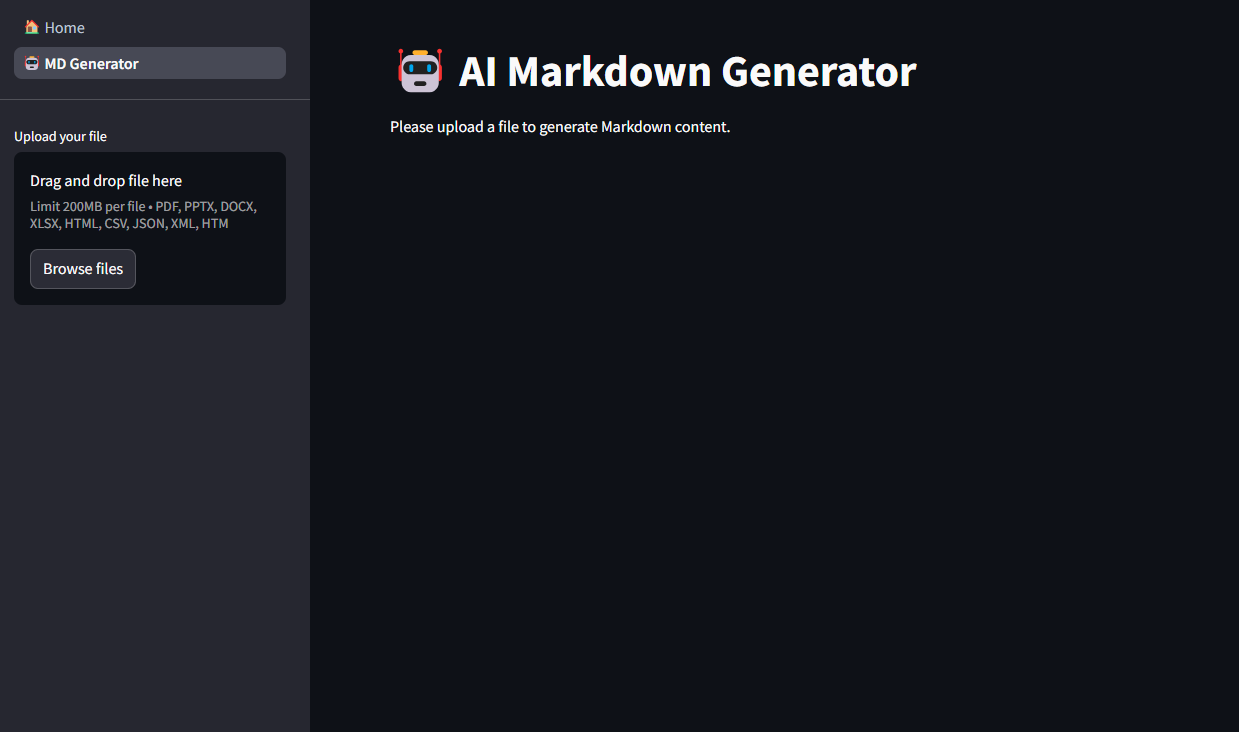 Home
MD Generator
Upload your file
Drag and drop file here
Limit 200MB per file • PDF, PPTX, DOCX,
XLSX, HTML, CSV, JSON, XML, HTM
Browse files
AI Markdown Generator
Please upload a file to generate Markdown content.